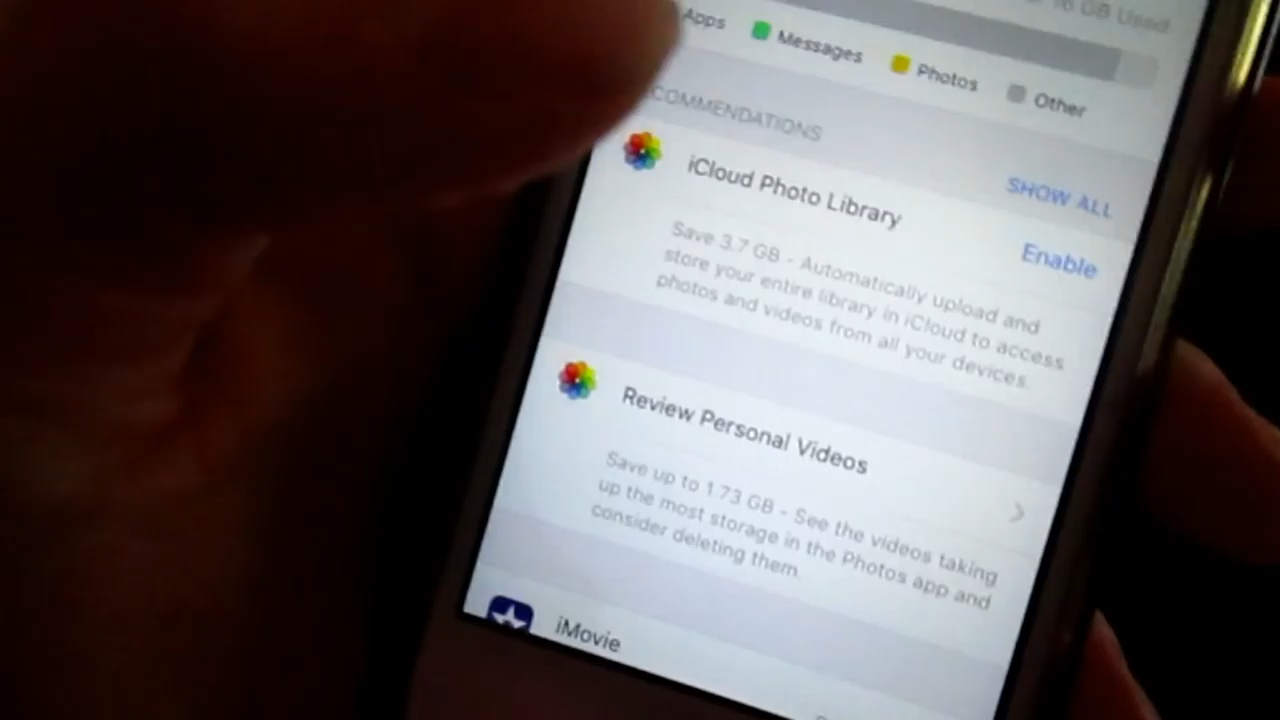 16 GB Used
Apps Messages Photos Other
COMMENDATIONS
SHOW ALL
iCloud Photo Library
Enable
Save 3.7 GB - Automatically upload and
store your entire library in iCloud to access
photos and videos from all your devices.
Review Personal Videos
Save up to 1.73 GB - See the videos taking
up the most storage in the Photos app and
consider deleting them.
iMovie